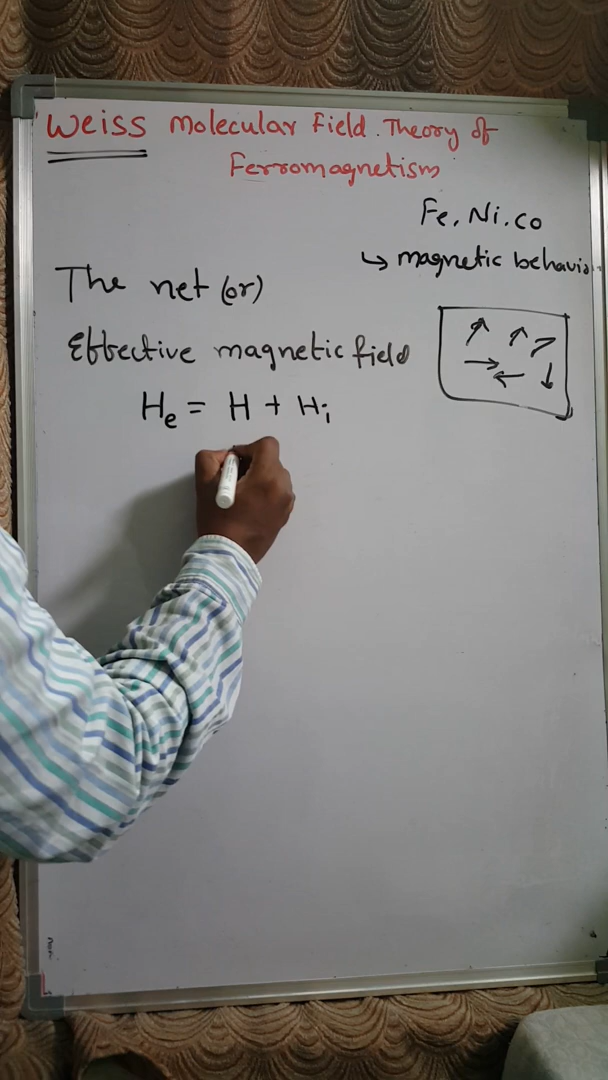 Weiss Molecular Field Theory of
Ferromagnetism
Fe, Ni, Co
↳ magnetic behavio
The net (or)
Effective magnetic field
He = H + Hi